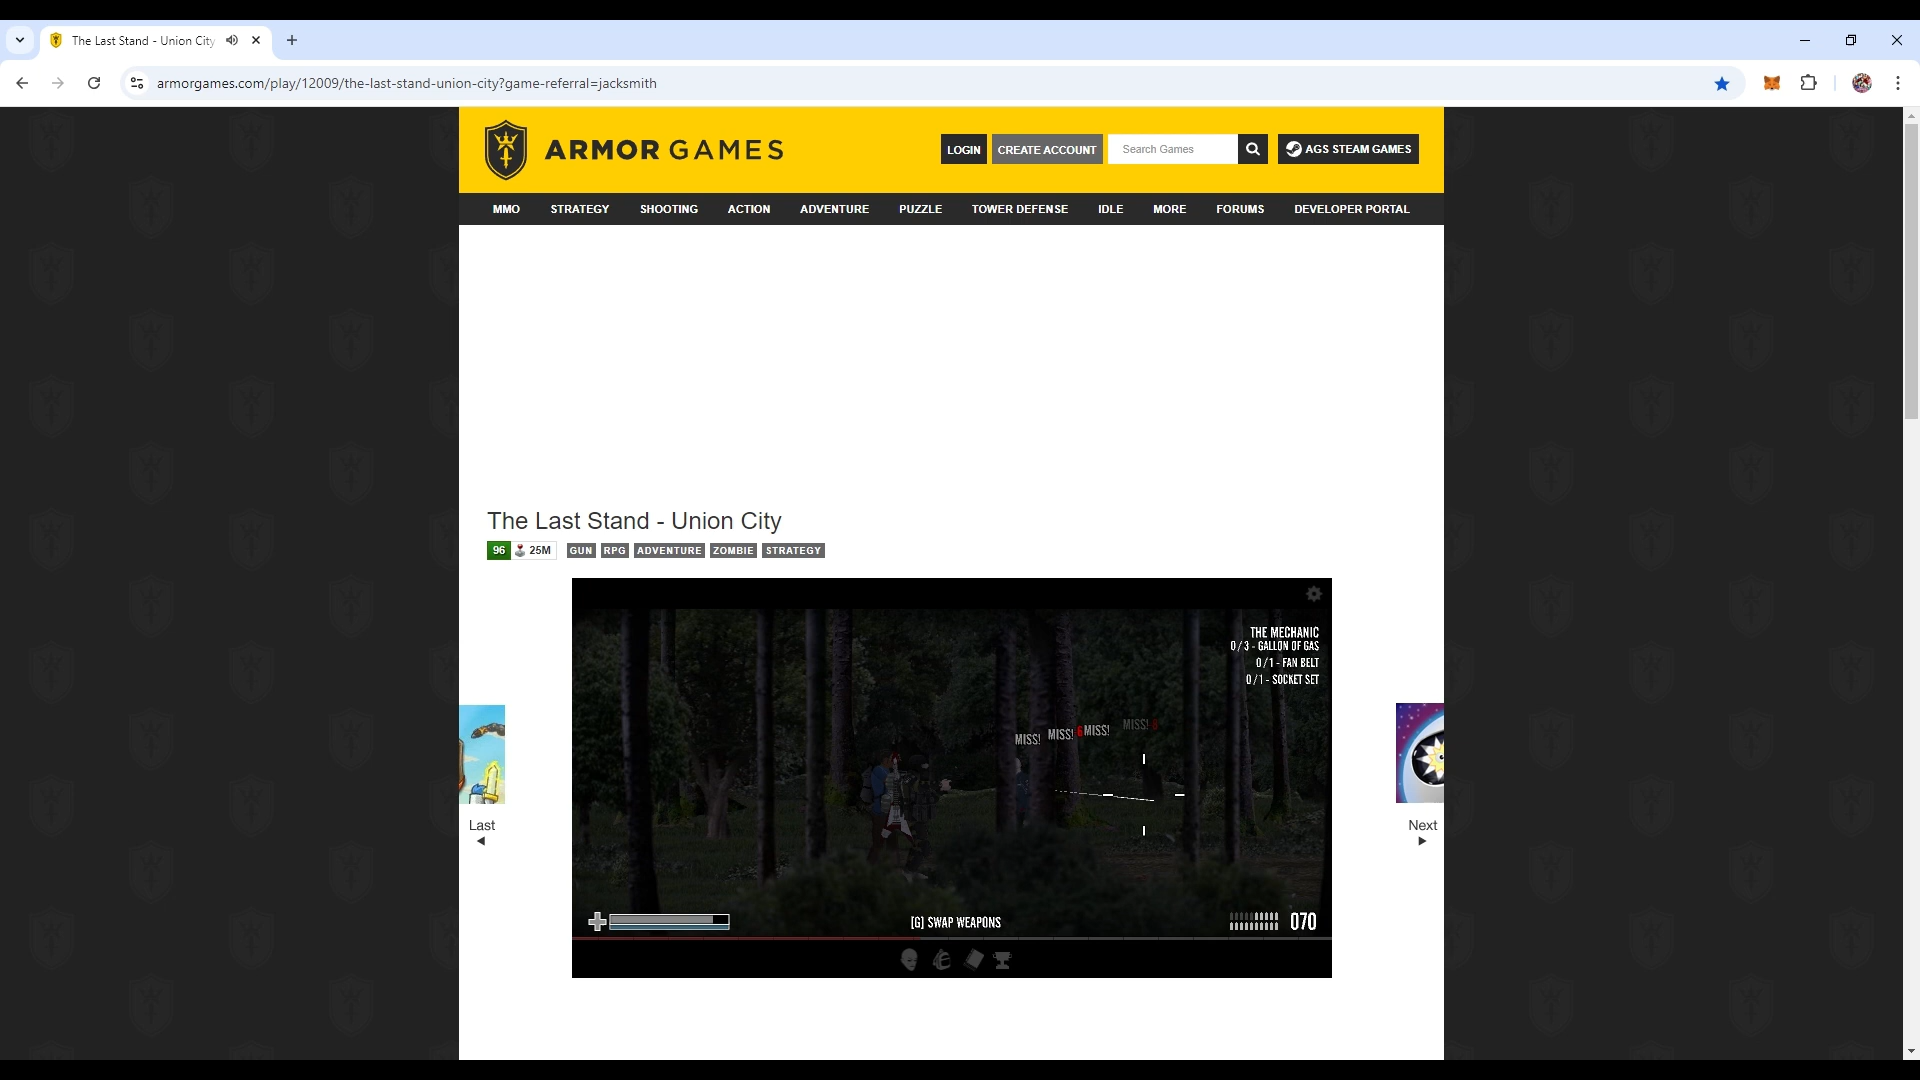 The Last Stand - Union City
armorgames.com/play/12009/the-last-stand-union-city?game-referral=jacksmith
ARMOR GAMES
LOGIN
CREATE ACCOUNT
Search Games
AGS STEAM GAMES
MMO STRATEGY SHOOTING ACTION ADVENTURE PUZZLE TOWER DEFENSE IDLE MORE FORUMS DEVELOPER PORTAL
The Last Stand - Union City
96 25M GUN RPG ADVENTURE ZOMBIE STRATEGY
THE MECHANIC
0/3 - GALLON OF GAS
0/1 - FAN BELT
0/1 - SOCKET SET
MISS! MISS! 6 MISS! MISS! 8
Last
Next
[G] SWAP WEAPONS
070